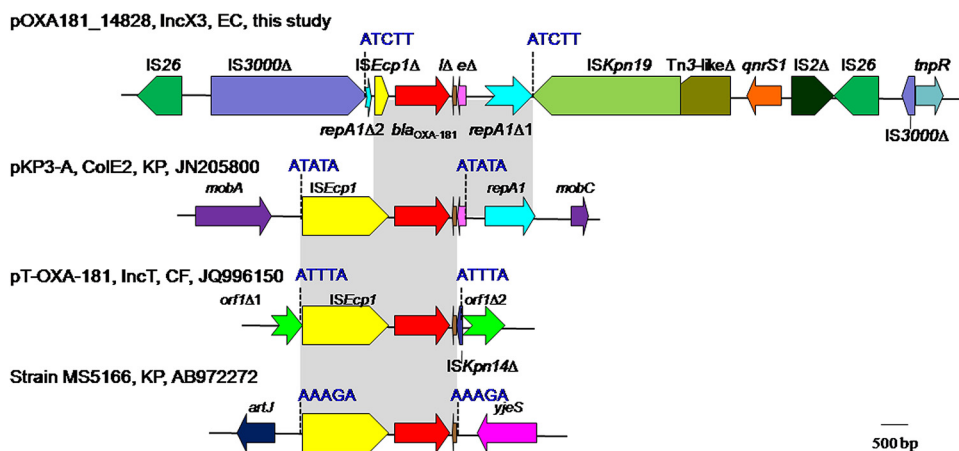 pOXA181_14828, IncX3, EC, this study
ATCTT ATCTT
IS26 IS3000Δ ISEcp1Δ lΔ eΔ ISKpn19 Tn3-likeΔ qnrS1 IS2Δ IS26 tnpR
repA1Δ2 blaOXA-181 repA1Δ1 IS3000Δ
pKP3-A, ColE2, KP, JN205800
ATATA ATATA
mobA ISEcp1 repA1 mobC
pT-OXA-181, IncT, CF, JQ996150
ATTTA ATTTA
orf1Δ1 ISEcp1 orf1Δ2
ISKpn14Δ
Strain MS5166, KP, AB972272
AAAGA AAAGA
artJ yjeS
500 bp